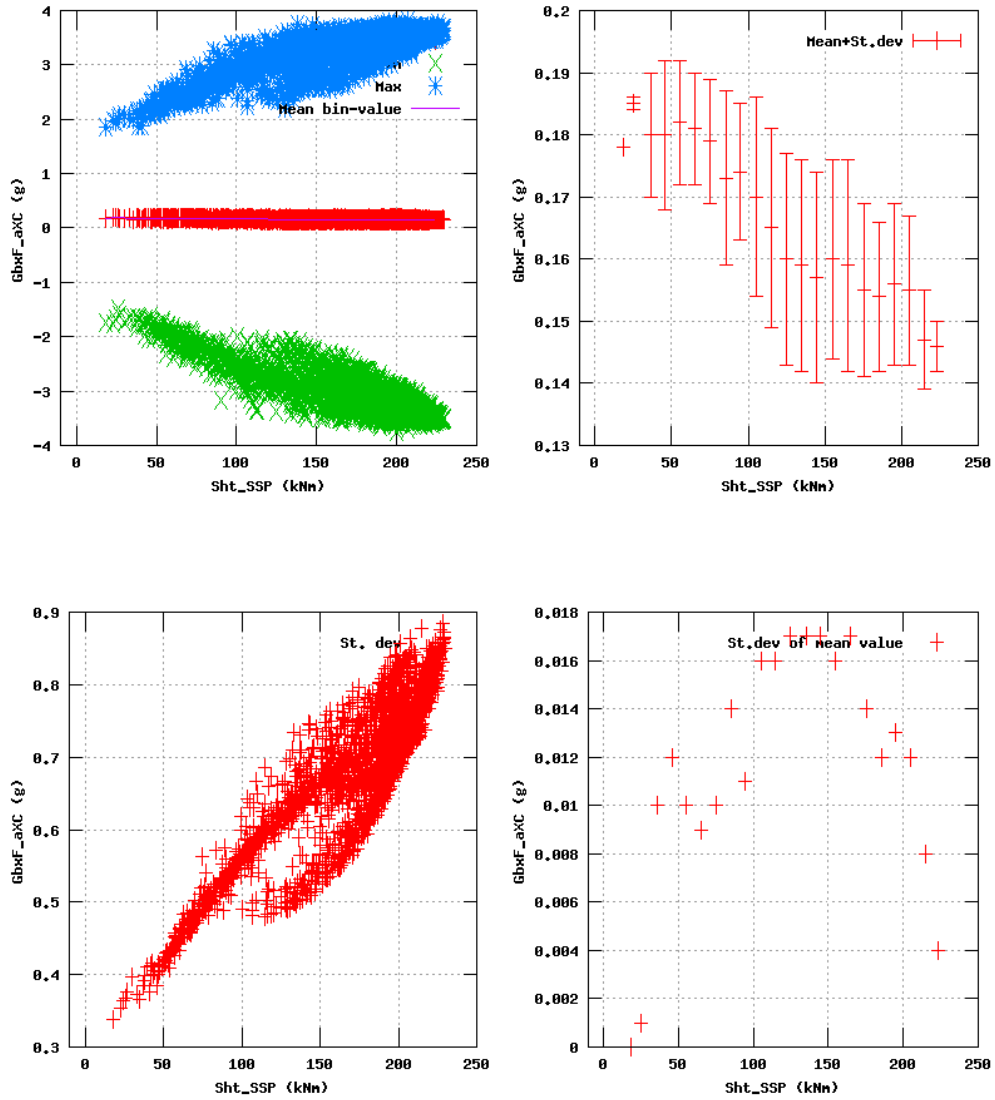 4
3
2
1
0
-1
-2
-3
-4
GbxF_aXC (g)
Max
Mean bin-value
0 50 100 150 200 250
Sht_SSP (kNm)
0.2
0.19
0.18
0.17
0.16
0.15
0.14
0.13
GbxF_aXC (g)
Mean+St.dev
0 50 100 150 200 250
Sht_SSP (kNm)
0.9
0.8
0.7
0.6
0.5
0.4
0.3
GbxF_aXC (g)
St. dev
0 50 100 150 200 250
Sht_SSP (kNm)
0.018
0.016
0.014
0.012
0.01
0.008
0.006
0.004
0.002
0
GbxF_aXC (g)
St.dev of mean value
0 50 100 150 200 250
Sht_SSP (kNm)